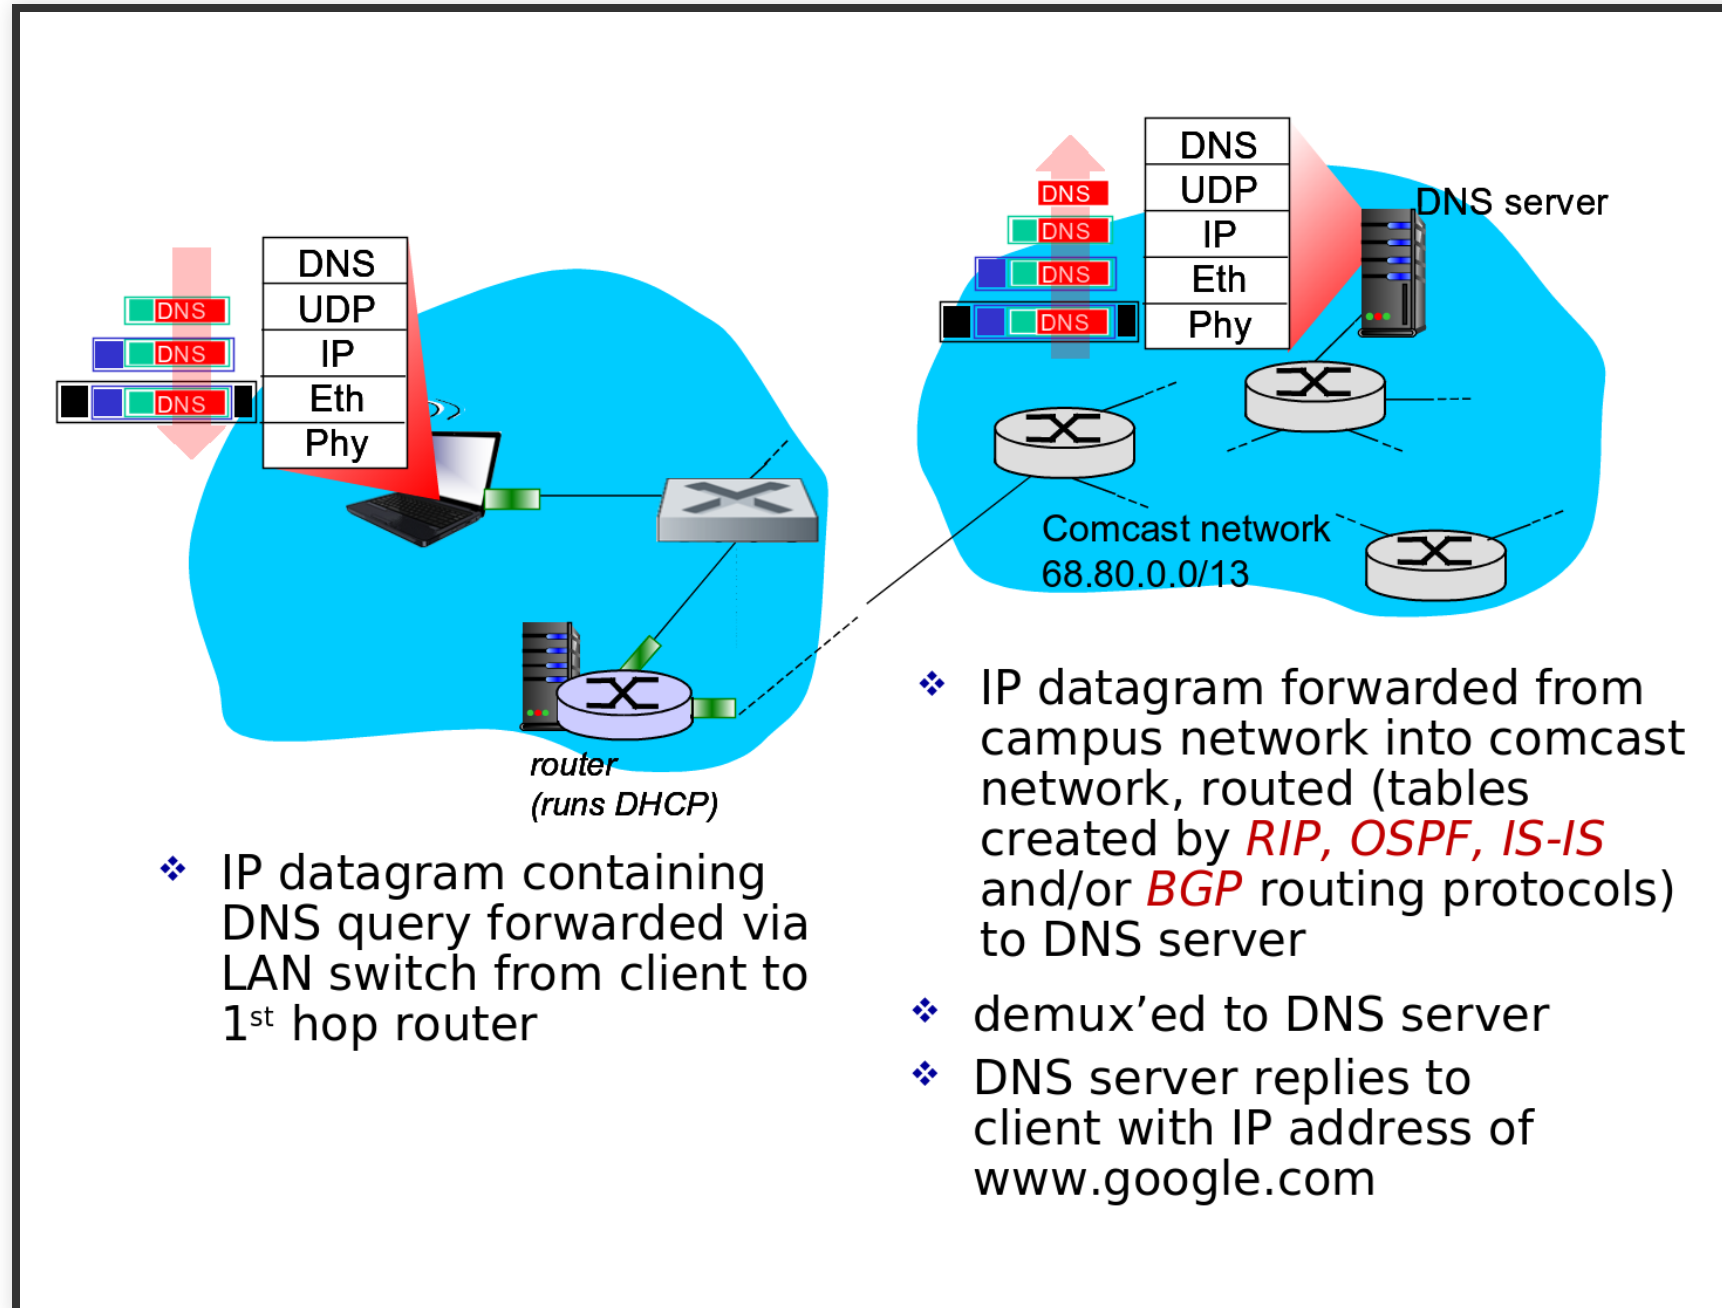 DNS
UDP
IP
Eth
Phy
DNS
DNS
DNS
DNS
UDP
IP
Eth
Phy
DNS
DNS
DNS
DNS
DNS server
Comcast network
68.80.0.0/13
router
(runs DHCP)
❖ IP datagram containing
DNS query forwarded via
LAN switch from client to
1st hop router
❖ IP datagram forwarded from
campus network into comcast
network, routed (tables
created by RIP, OSPF, IS-IS
and/or BGP routing protocols)
to DNS server
❖ demux’ed to DNS server
❖ DNS server replies to
client with IP address of
www.google.com